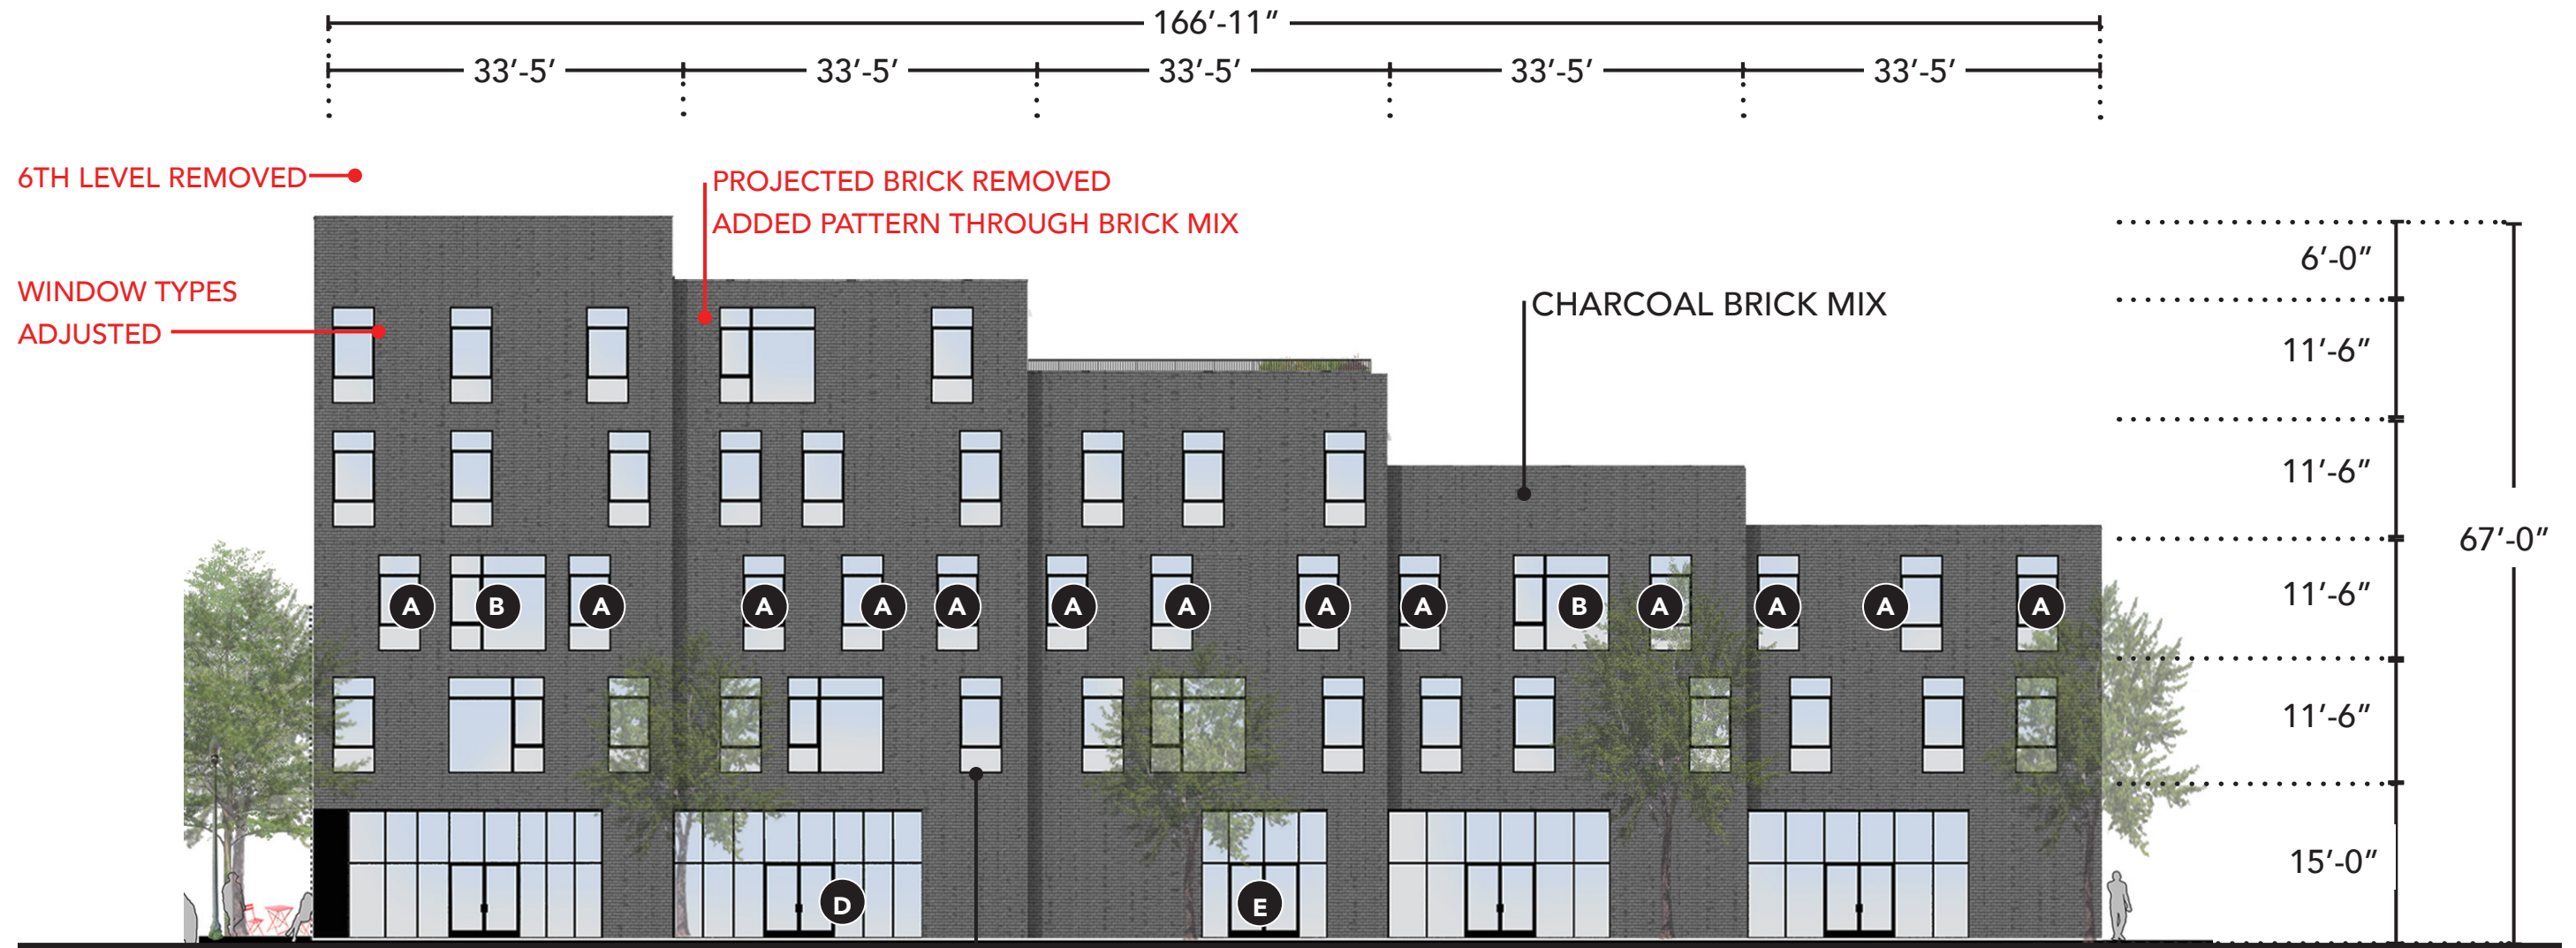 166′-11″
33′-5′ 33′-5′ 33′-5′ 33′-5′ 33′-5′
6TH LEVEL REMOVED
PROJECTED BRICK REMOVED
ADDED PATTERN THROUGH BRICK MIX
WINDOW TYPES
ADJUSTED
CHARCOAL BRICK MIX
6′-0″
11′-6″
11′-6″
67′-0″
11′-6″
A B A A A A A A A A B A A A A
11′-6″
15′-0″
D E